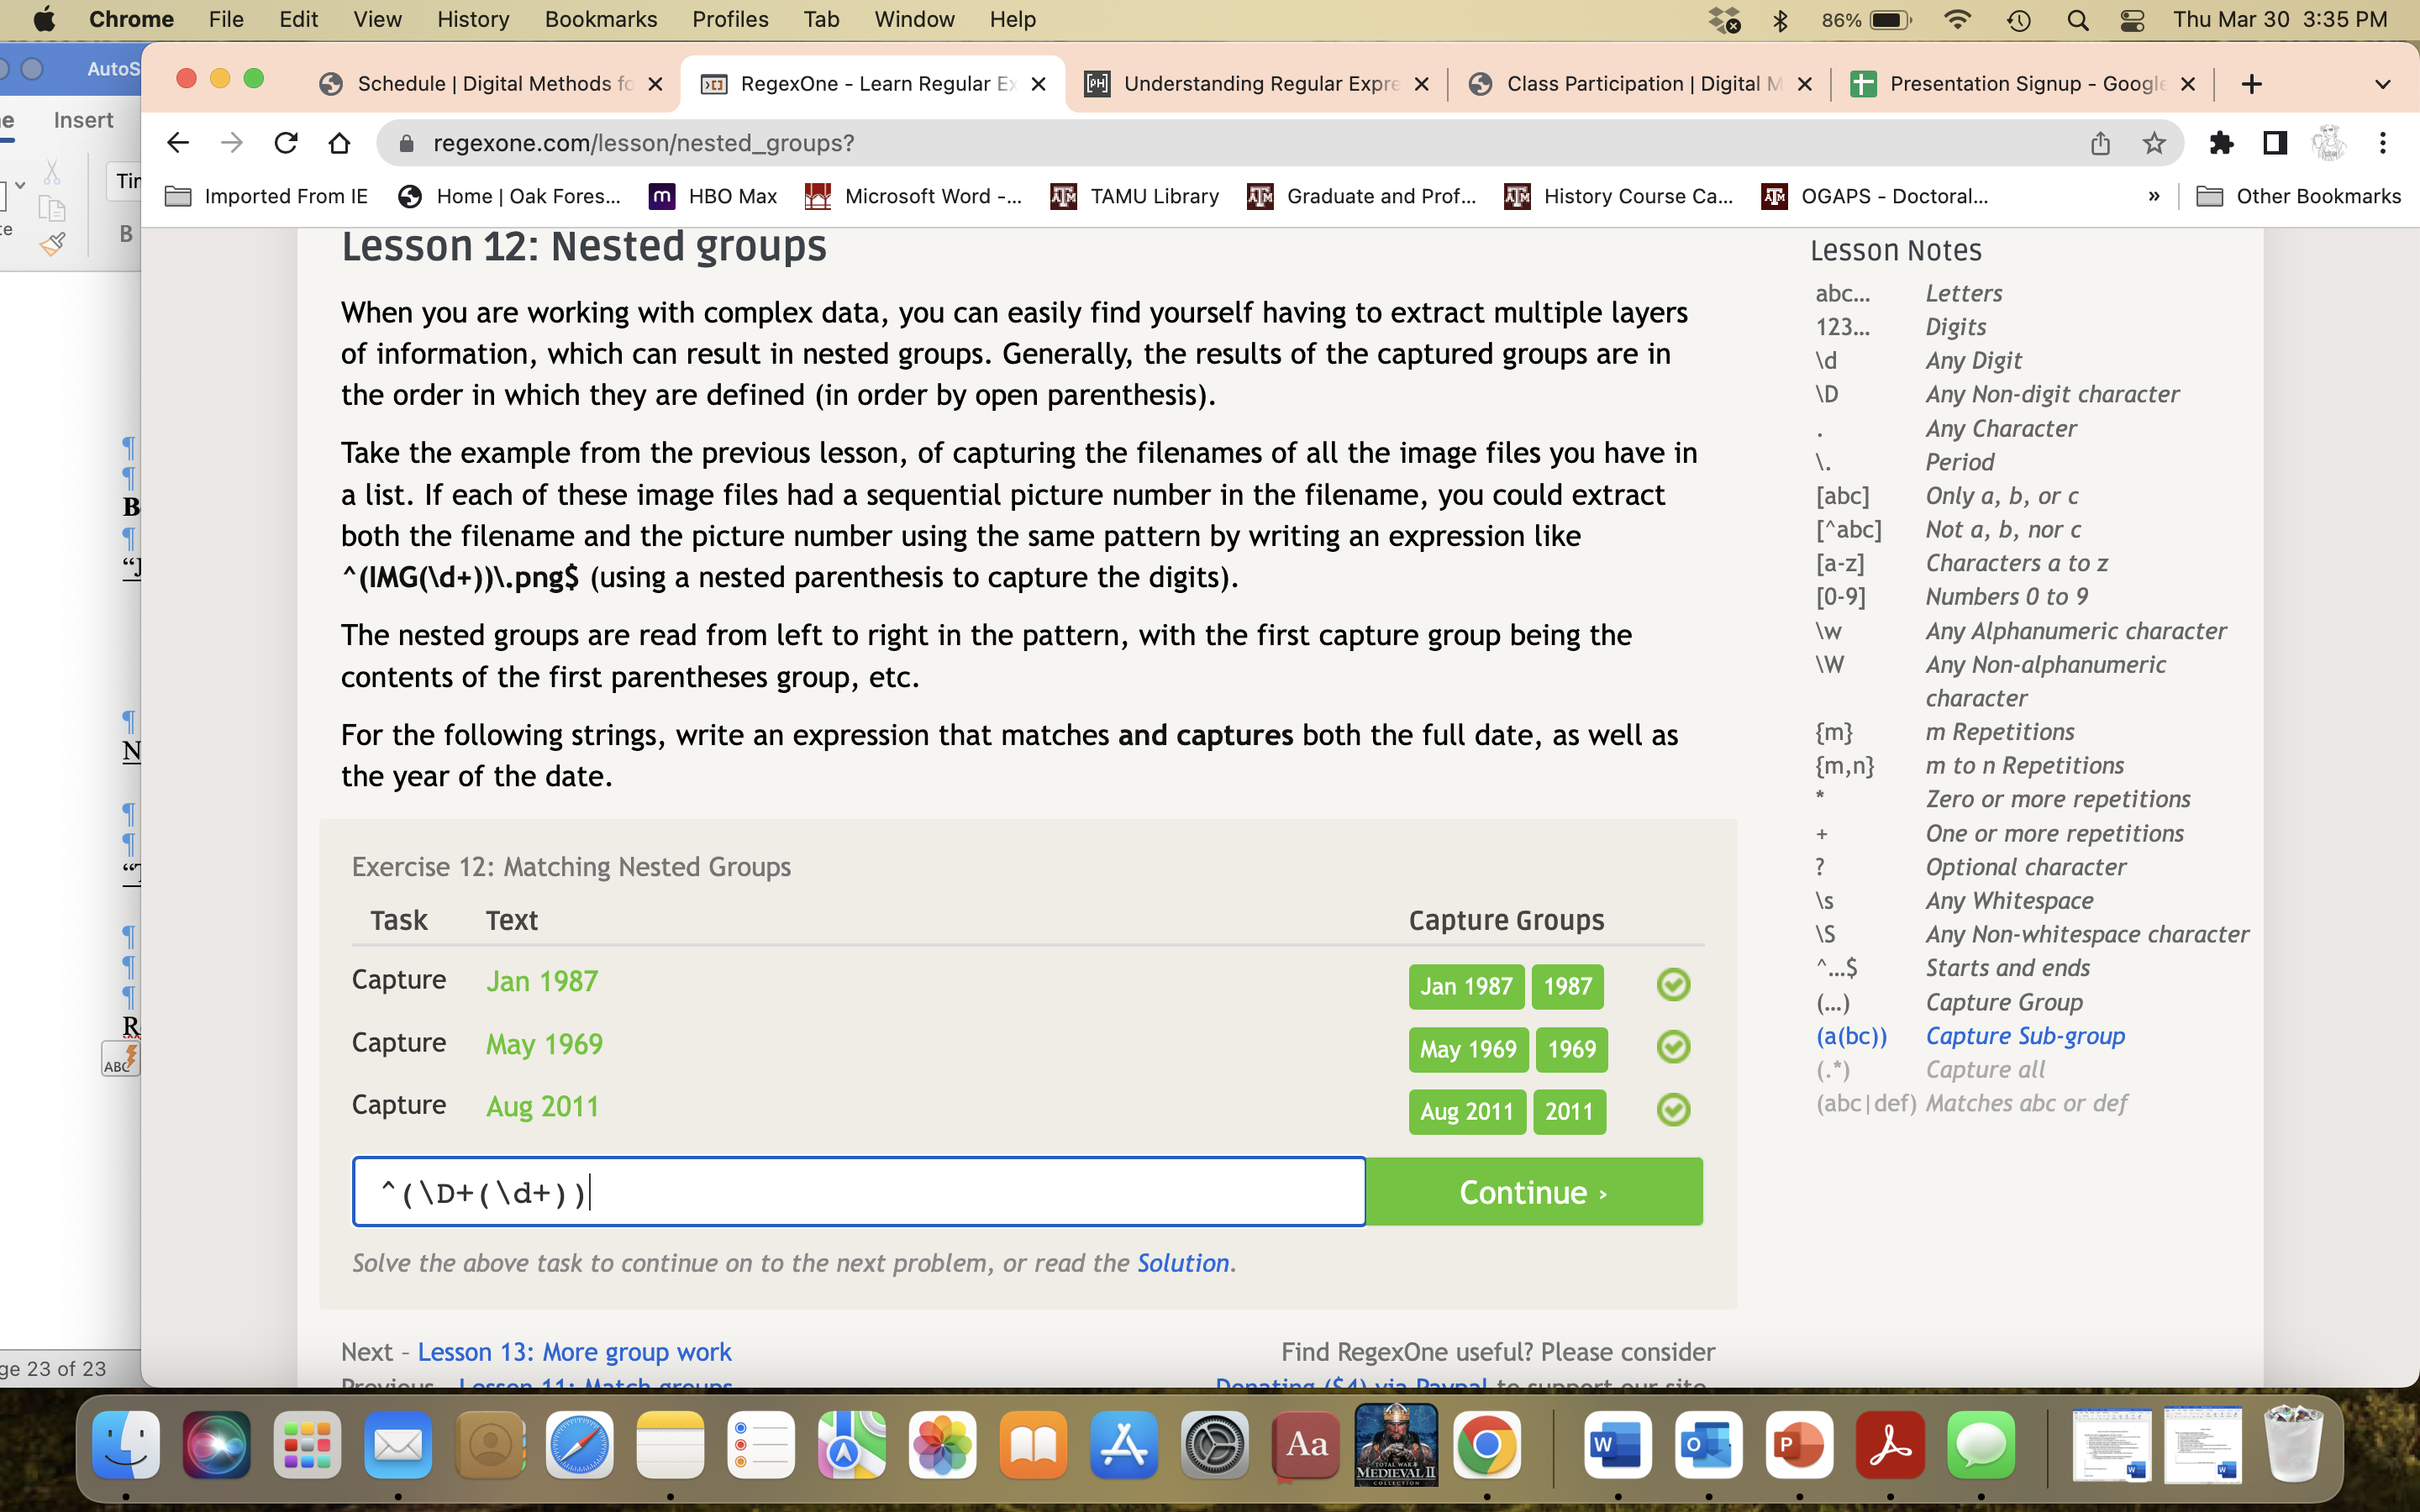 Chrome File Edit View History Bookmarks Profiles Tab Window Help 86% Thu Mar 30 3:35 PM
AutoS
Schedule | Digital Methods fo RegexOne - Learn Regular Ex Understanding Regular Expre Class Participation | Digital M Presentation Signup - Google
Insert
regexone.com/lesson/nested_groups?
Imported From IE Home | Oak Fores... HBO Max Microsoft Word -... TAMU Library Graduate and Prof... History Course Ca... OGAPS - Doctoral... » Other Bookmarks
Lesson 12: Nested groups
When you are working with complex data, you can easily find yourself having to extract multiple layers
of information, which can result in nested groups. Generally, the results of the captured groups are in
the order in which they are defined (in order by open parenthesis).
Take the example from the previous lesson, of capturing the filenames of all the image files you have in
a list. If each of these image files had a sequential picture number in the filename, you could extract
both the filename and the picture number using the same pattern by writing an expression like
^(IMG(\d+))\.png$ (using a nested parenthesis to capture the digits).
The nested groups are read from left to right in the pattern, with the first capture group being the
contents of the first parentheses group, etc.
For the following strings, write an expression that matches and captures both the full date, as well as
the year of the date.
Exercise 12: Matching Nested Groups
Task Text Capture Groups
Capture Jan 1987 Jan 1987 1987
Capture May 1969 May 1969 1969
Capture Aug 2011 Aug 2011 2011
^(\D+(\d+)) Continue ›
Solve the above task to continue on to the next problem, or read the Solution.
Next – Lesson 13: More group work
Previous – Lesson 11: Match groups
Find RegexOne useful? Please consider
Donating ($4) via Paypal to support our site.
Lesson Notes
abc… Letters
123… Digits
\d Any Digit
\D Any Non-digit character
. Any Character
\. Period
[abc] Only a, b, or c
[^abc] Not a, b, nor c
[a-z] Characters a to z
[0-9] Numbers 0 to 9
\w Any Alphanumeric character
\W Any Non-alphanumeric
character
{m} m Repetitions
{m,n} m to n Repetitions
* Zero or more repetitions
+ One or more repetitions
? Optional character
\s Any Whitespace
\S Any Non-whitespace character
^…$ Starts and ends
(…) Capture Group
(a(bc)) Capture Sub-group
(.*) Capture all
(abc|def) Matches abc or def
ge 23 of 23
Aa
TOTAL WAR
MEDIEVAL II
COLLECTION